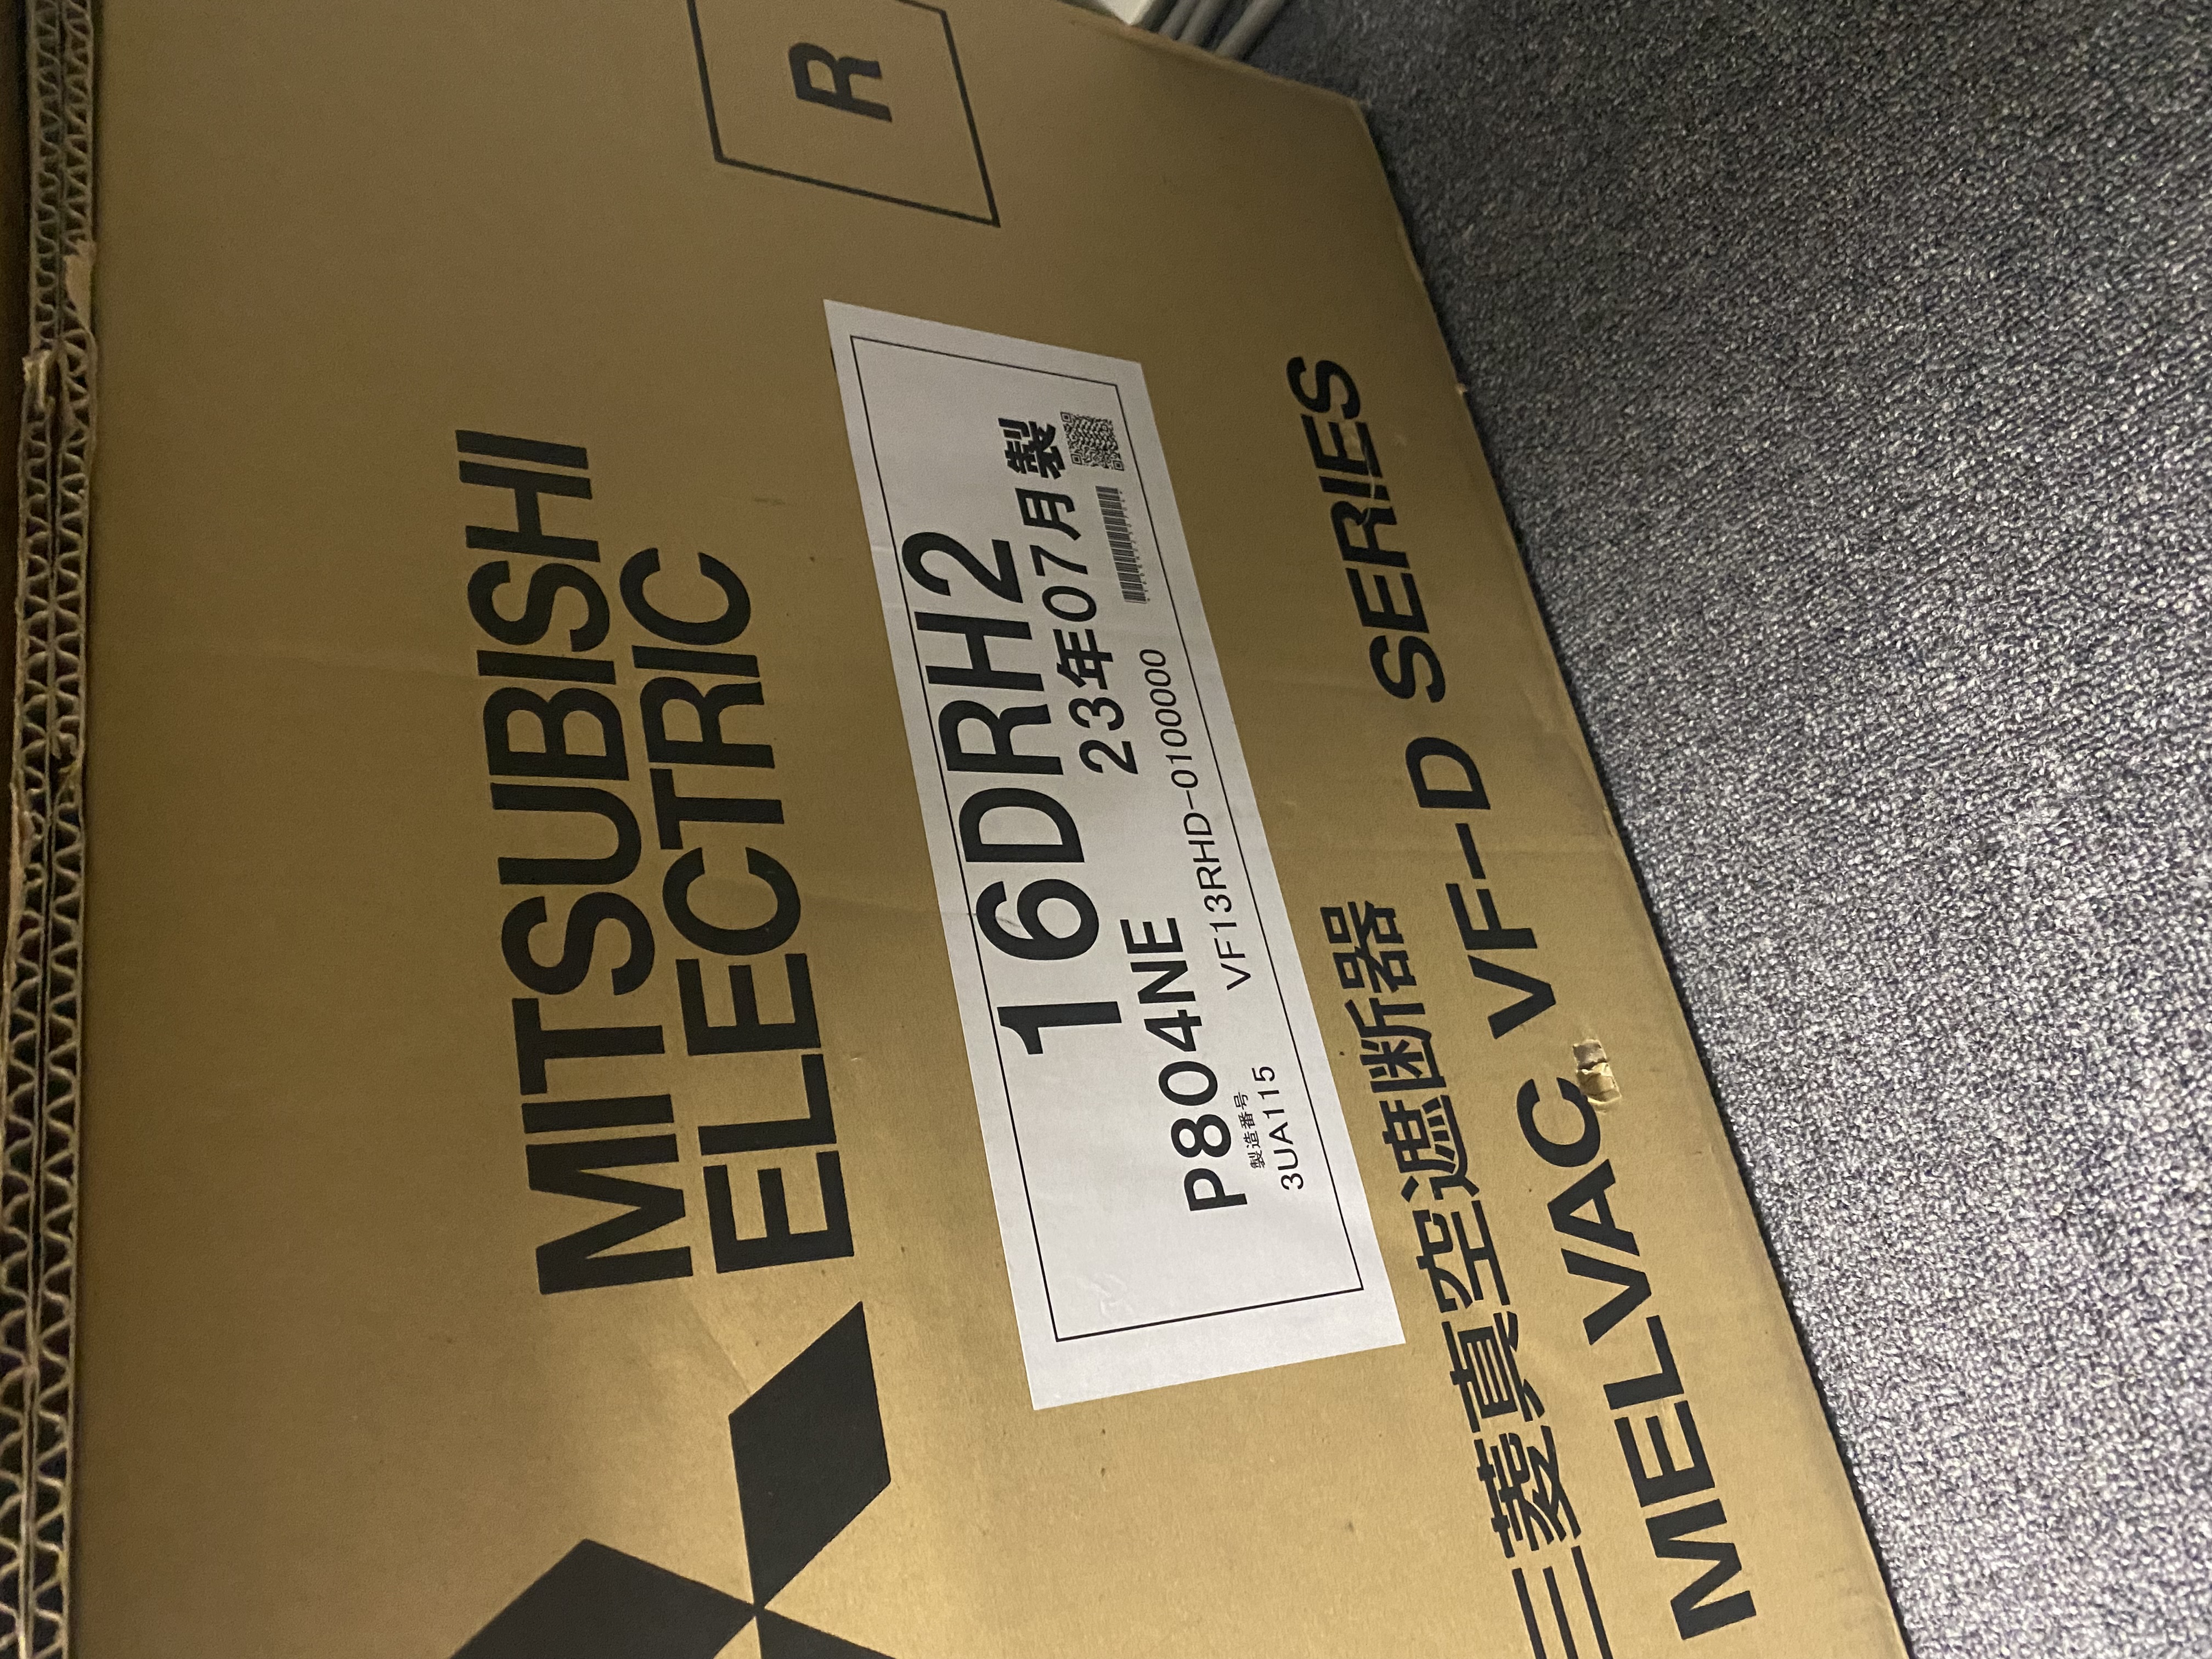 R
MITSUBISHI
ELECTRIC
16DRH2
P804NE 23年07月製
製造番号 VF13RHD-0100000
3UA115
三菱真空遮断器
MELVAC VF-D SERIES